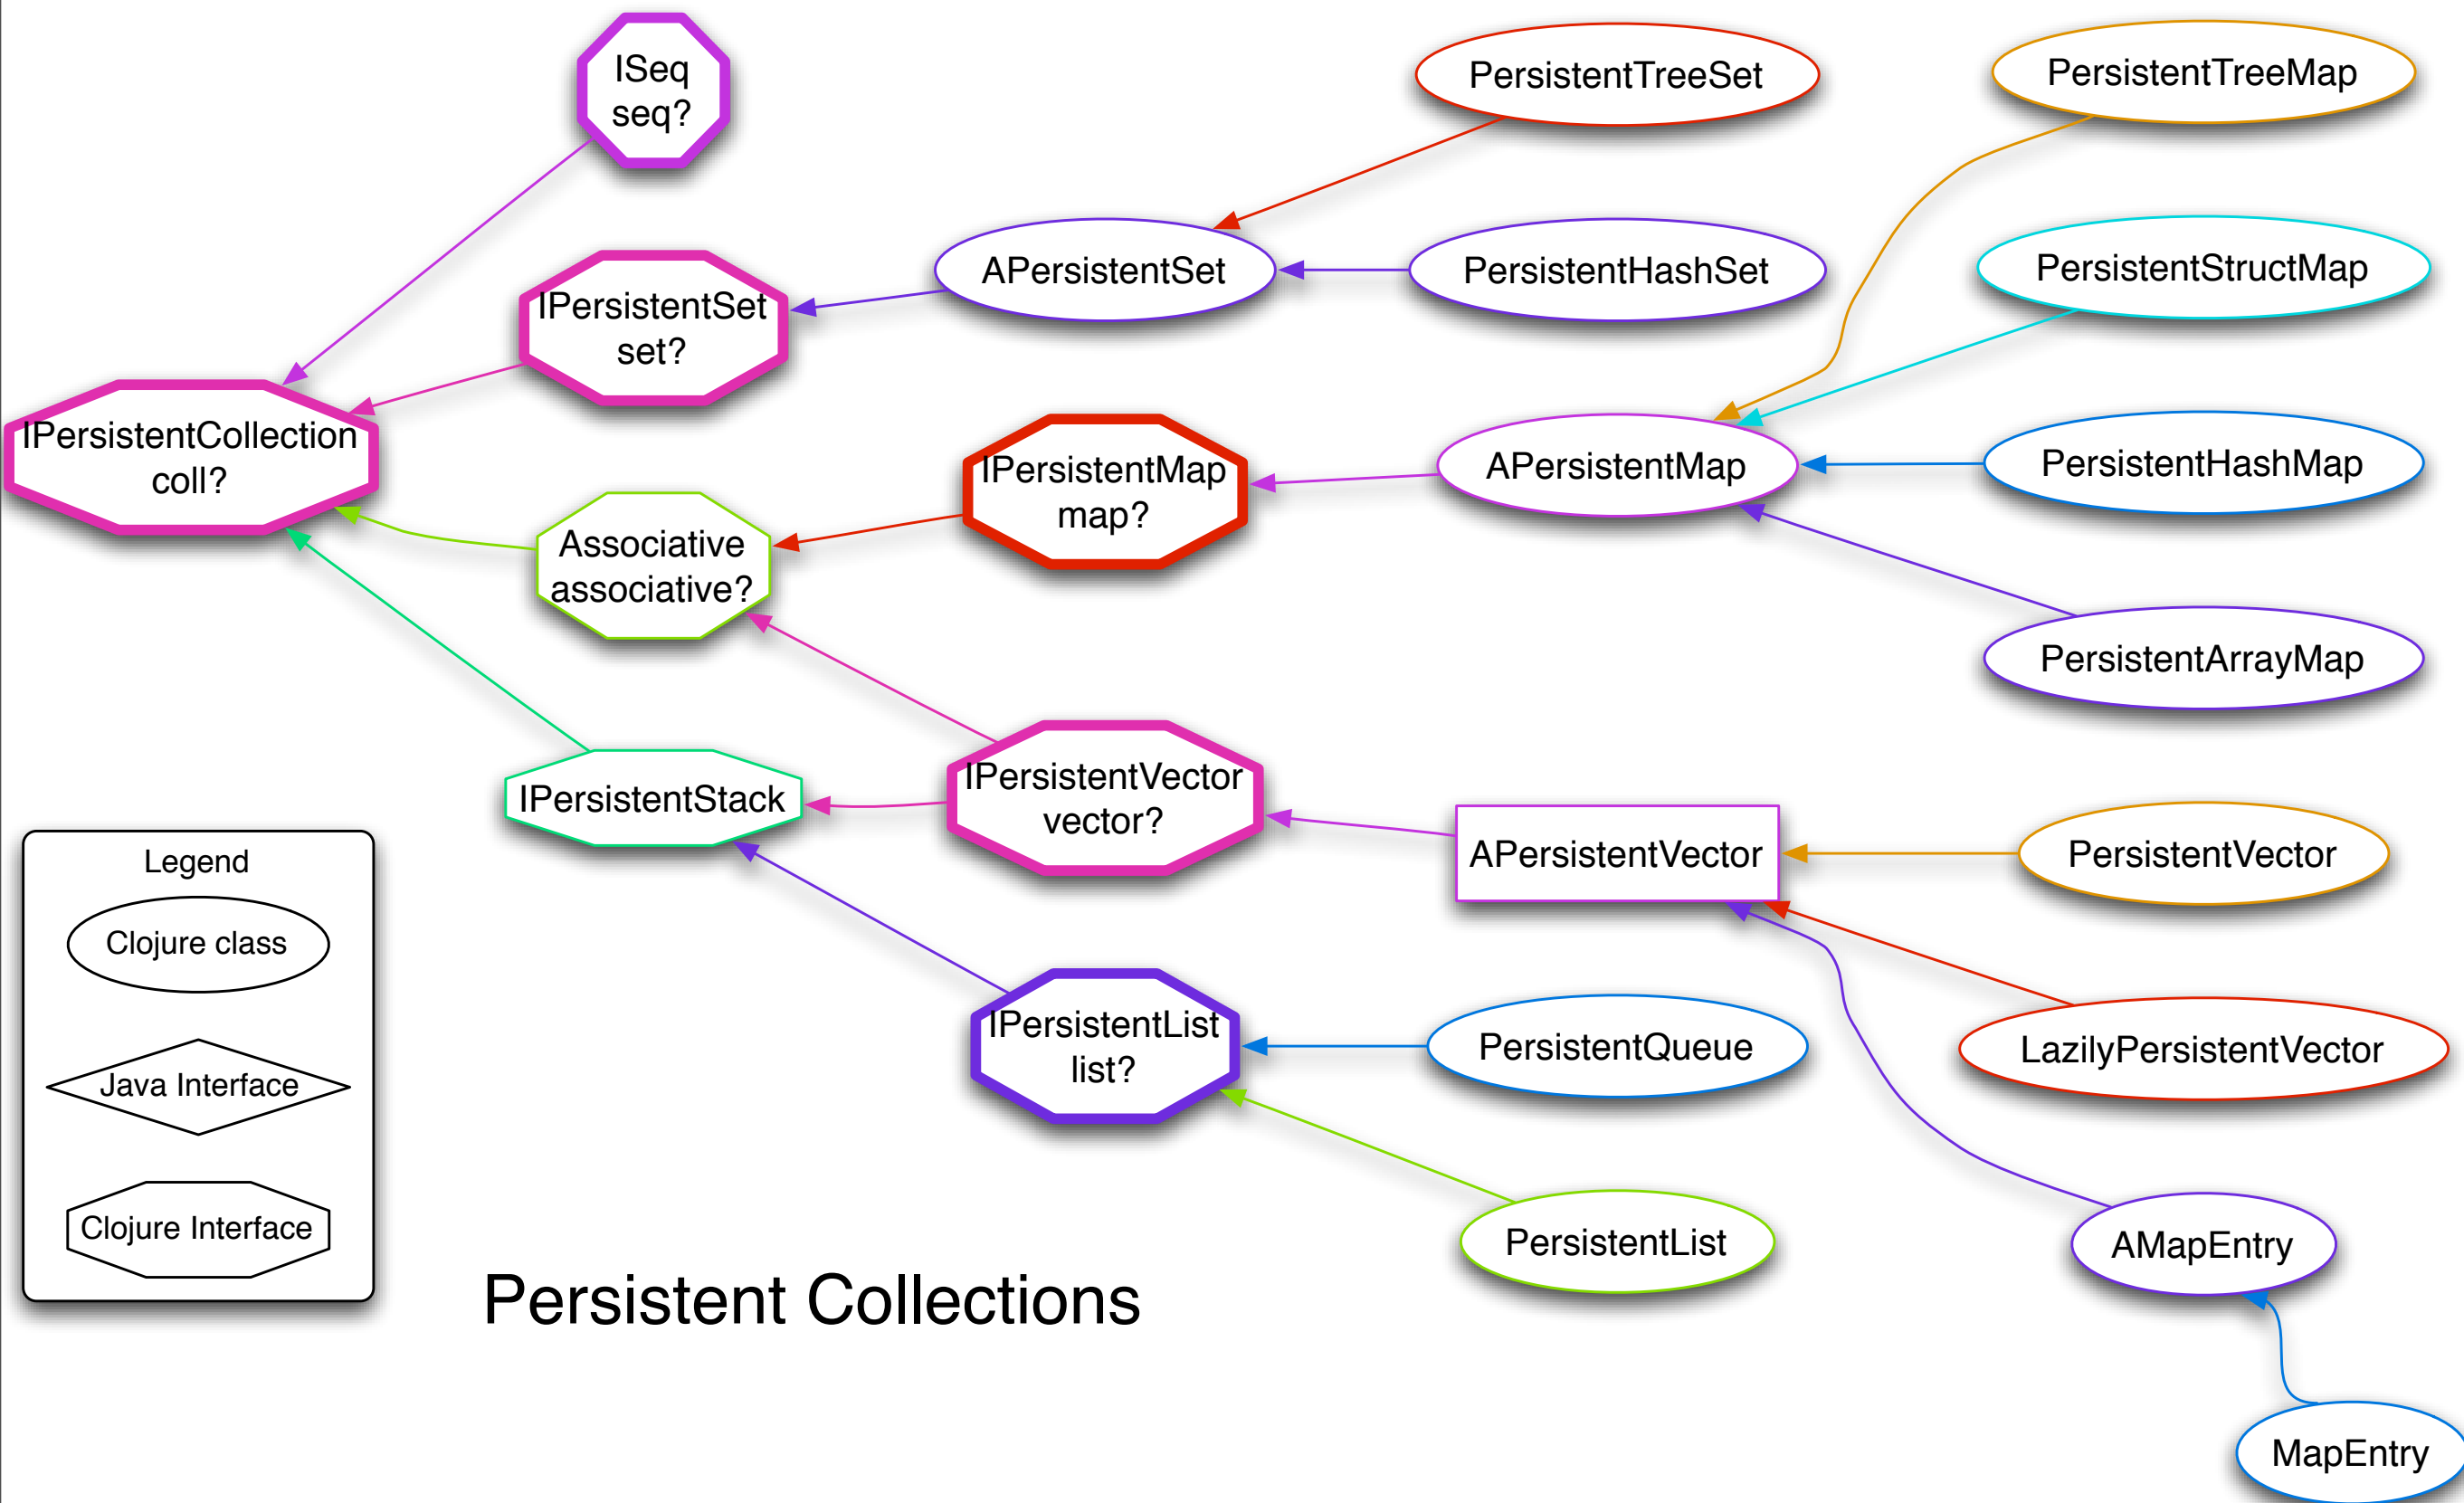 ISeq
seq?
PersistentTreeSet
PersistentTreeMap
APersistentSet
PersistentHashSet
PersistentStructMap
IPersistentSet
set?
IPersistentCollection
coll?
IPersistentMap
map?
APersistentMap
PersistentHashMap
Associative
associative?
PersistentArrayMap
IPersistentStack
IPersistentVector
vector?
APersistentVector
PersistentVector
Legend
Clojure class
Java Interface
Clojure Interface
IPersistentList
list?
PersistentQueue
LazilyPersistentVector
PersistentList
AMapEntry
Persistent Collections
MapEntry